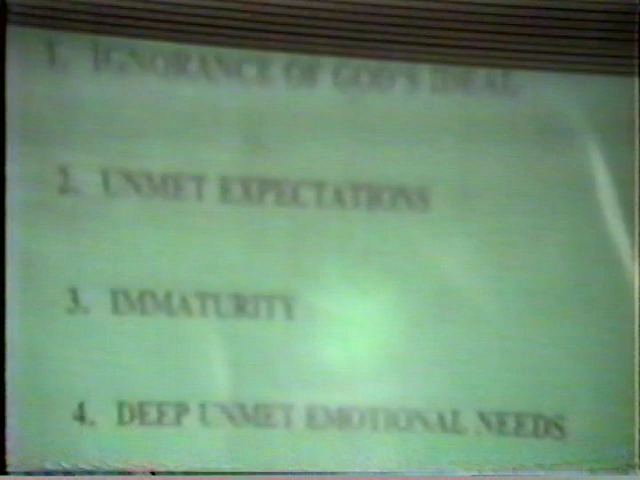 1. IGNORANCE OF GOD'S IDEAL
2. UNMET EXPECTATIONS
3. IMMATURITY
4. DEEP UNMET EMOTIONAL NEEDS